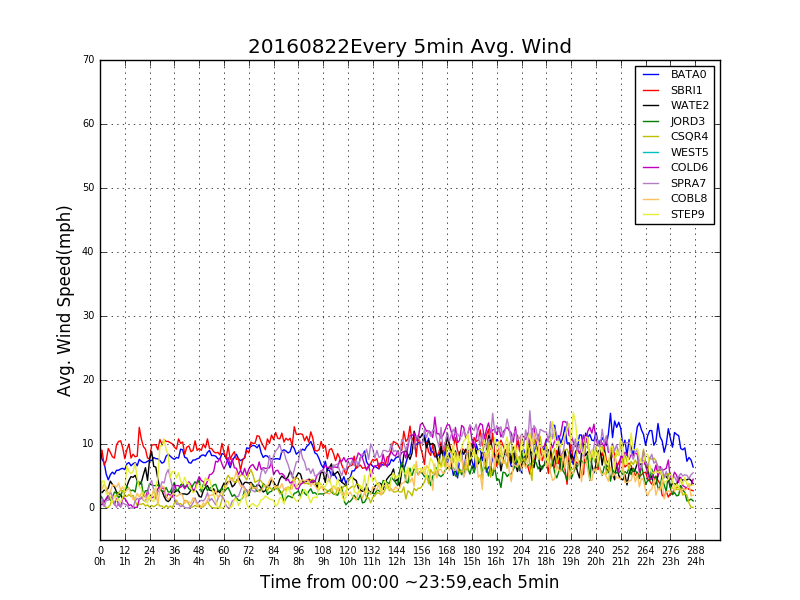 20160822Every 5min Avg. Wind
70
60
50
40
30
20
10
0
Avg. Wind Speed(mph)
BATA0
SBRI1
WATE2
JORD3
CSQR4
WEST5
COLD6
SPRA7
COBL8
STEP9
0 12 24 36 48 60 72 84 96 108 120 132 144 156 168 180 192 204 216 228 240 252 264 276 288
0h 1h 2h 3h 4h 5h 6h 7h 8h 9h 10h 11h 12h 13h 14h 15h 16h 17h 18h 19h 20h 21h 22h 23h 24h
Time from 00:00 ~23:59,each 5min